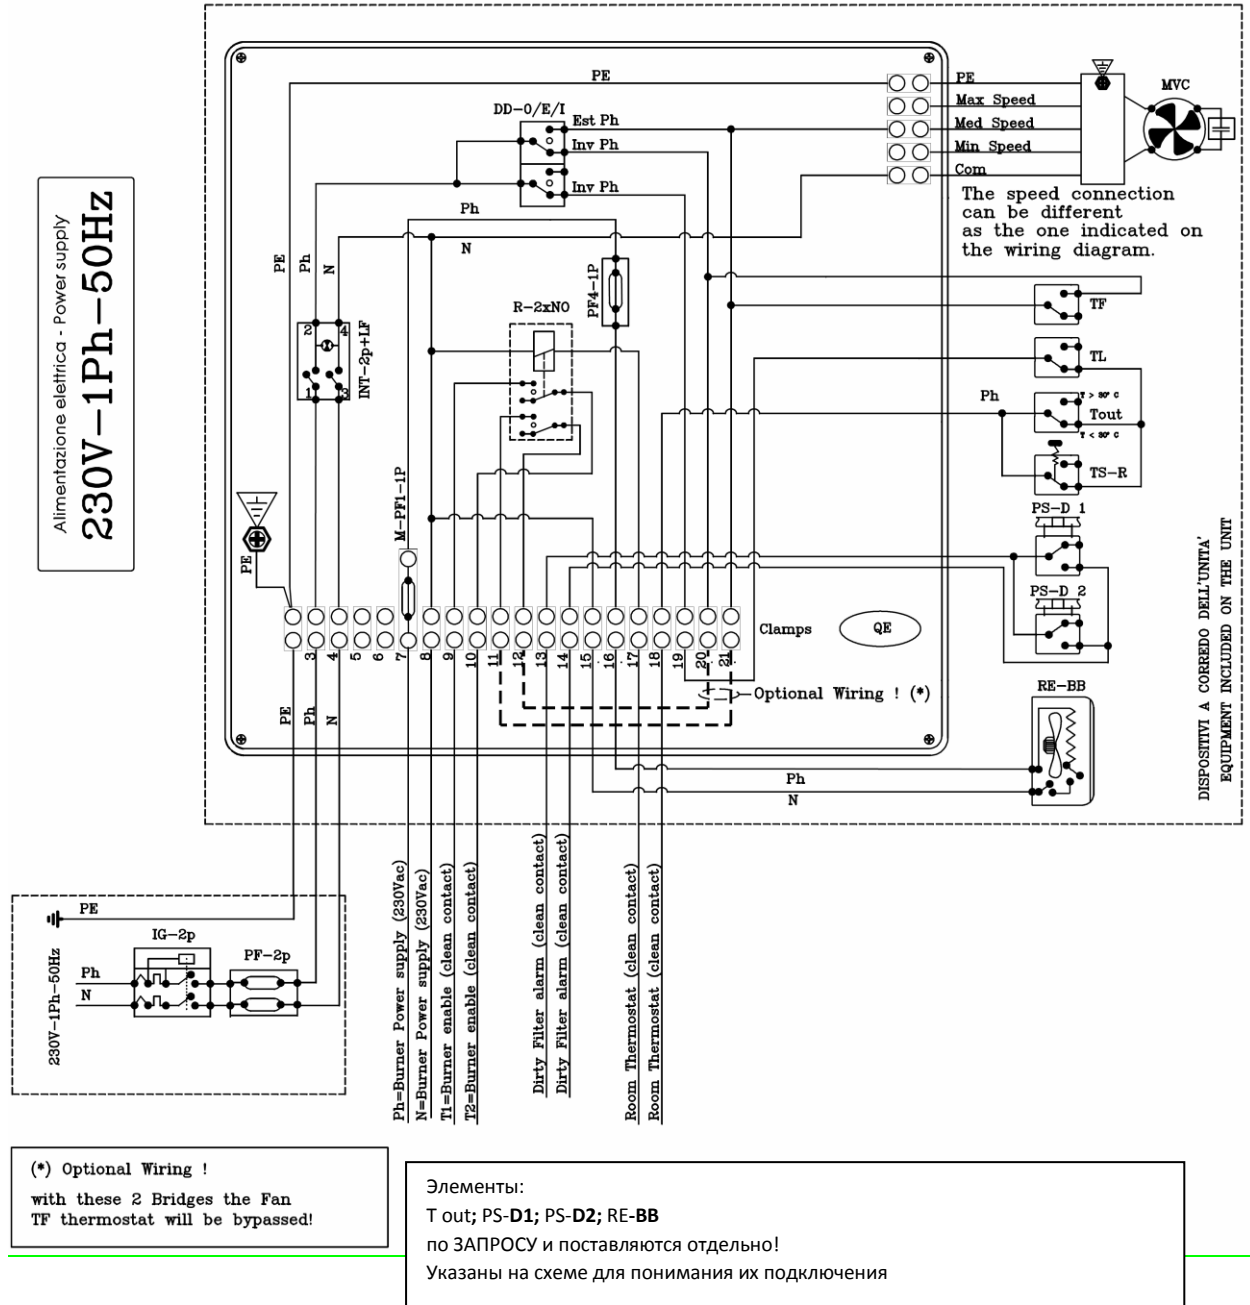 Alimentazione elettrica - Power supply
230V-1Ph-50Hz
PE
DD-0/E/I
Est Ph
Inv Ph
Inv Ph
Ph
N
PE
Ph
N
2
4
1
3
INT-2p+LF
R-2xNO
PF4-1P
M-PF1-1P
PE
PE
Max Speed
Med Speed
Min Speed
Com
MVC
The speed connection
can be different
as the one indicated on
the wiring diagram.
TF
TL
Ph
T > 80° C
Tout
T < 80° C
TS-R
PS-D 1
PS-D 2
RE-BB
Clamps
QE
3
4
5
6
7
8
9
10
11
12
13
14
15
16
17
18
19
20
21
PE
Ph
N
Optional Wiring ! (*)
Ph
N
DISPOSITIVI A CORREDO DELL'UNITA'
EQUIPMENT INCLUDED ON THE UNIT
Ph=Burner Power supply (230Vac)
N=Burner Power supply (230VAC)
T1=Burner enable (clean contact)
T2=Burner enable (clean contact)
Dirty Filter alarm (clean contact)
Dirty Filter alarm (clean contact)
Room Thermostat (clean contact)
Room Thermostat (clean contact)
PE
IG-2p
PF-2p
Ph
N
230V-1Ph-50Hz
(*) Optional Wiring !
with these 2 Bridges the Fan
TF thermostat will be bypassed!
Элементы:
T out; PS-D1; PS-D2; RE-BB
по ЗАПРОСУ и поставляются отдельно!
Указаны на схеме для понимания их подключения